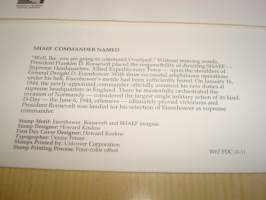 SHAEF COMMANDER NAMED
"Well, Ike, you are going to command Overlord." Without mincing words,
President Franklin D. Roosevelt placed the responsibility of directing SHAEF —
Supreme Headquarters, Allied Expeditionary Force — upon the shoulders of
General Dwight D. Eisenhower. With three successful amphibious operations
under his belt, Eisenhower's mettle had been sufficiently tested. On January 16,
1944, the newly appointed commander officially assumed his new duties at
supreme headquarters in England. There he masterfully orchestrated the
invasion of Normandy — considered the largest single military action of its kind.
D-Day — the June 6, 1944, offensive — ultimately proved victorious and
President Roosevelt was lauded for his selection of Eisenhower as supreme
commander.
Stamp Motif: Eisenhower, Roosevelt and SHAEF insignia
Stamp Designer: Howard Koslow
First Day Cover Designer: Howard Koslow
Typographer: Denise Tatner
Stamps Printed by: Unicover Corporation
Stamp Printing Process: Four-color offset